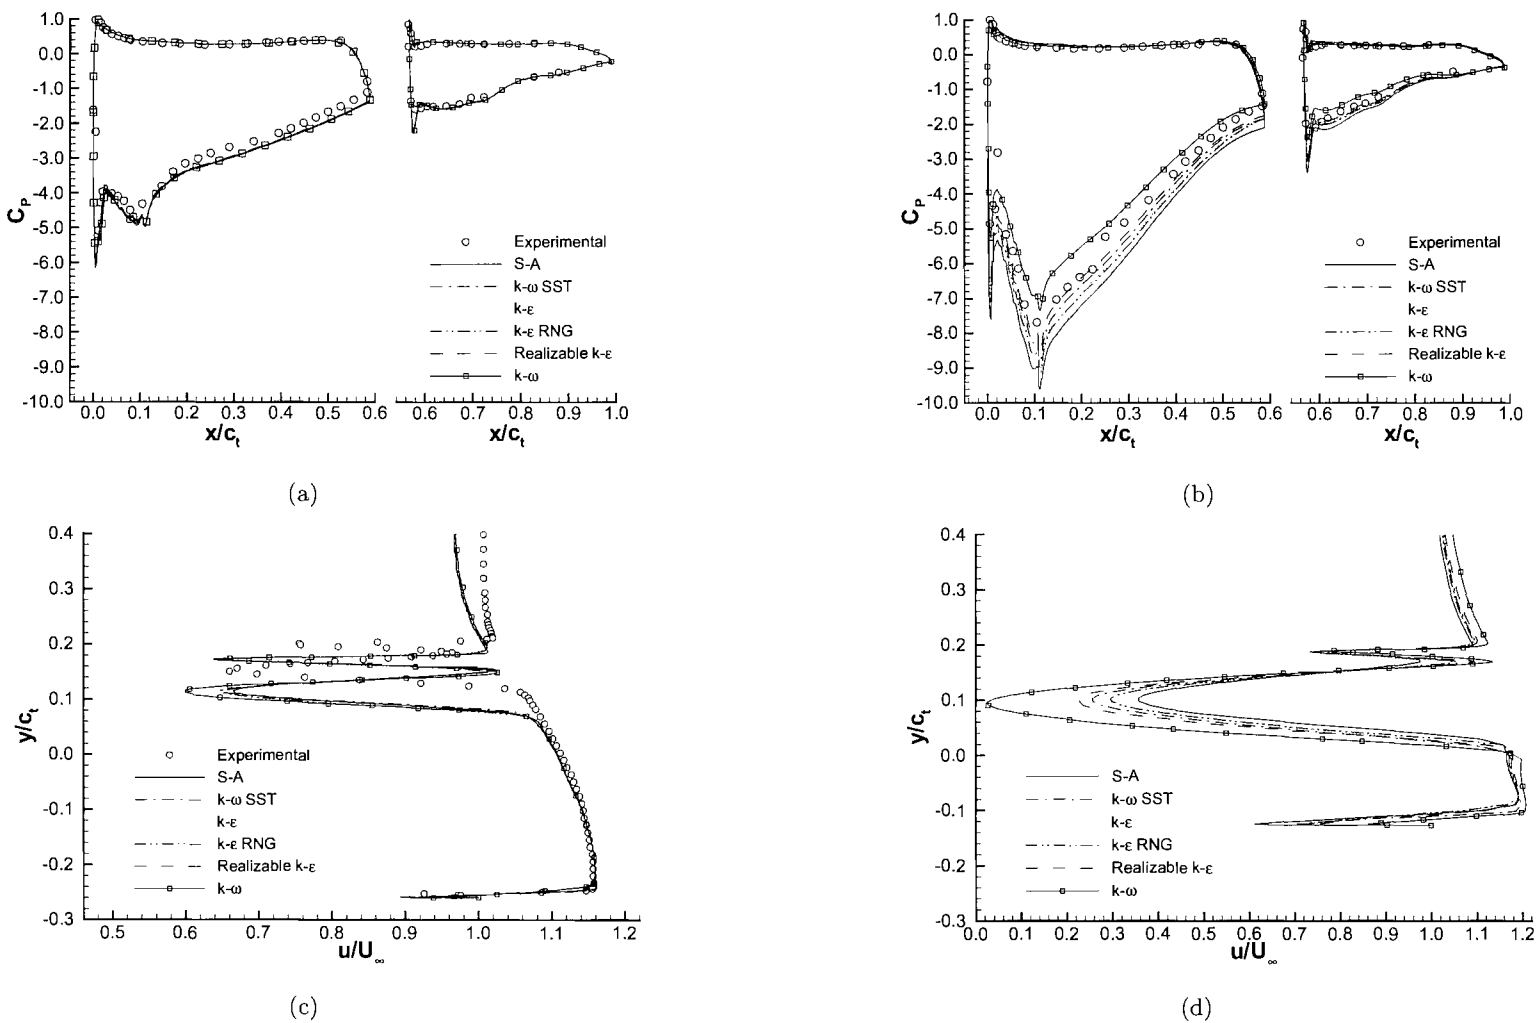 1.0
0.0
-1.0
-2.0
-3.0
-4.0
-5.0
-6.0
-7.0
-8.0
-9.0
-10.0
C_P
0.0 0.1 0.2 0.3 0.4 0.5 0.6
0.6 0.7 0.8 0.9 1.0
x/c_t
x/c_t
Experimental
S-A
k-ω SST
k-ε
k-ε RNG
Realizable k-ε
k-ω
(a)
1.0
0.0
-1.0
-2.0
-3.0
-4.0
-5.0
-6.0
-7.0
-8.0
-9.0
-10.0
C_P
0.0 0.1 0.2 0.3 0.4 0.5 0.6
0.6 0.7 0.8 0.9 1.0
x/c_t
x/c_t
Experimental
S-A
k-ω SST
k-ε
k-ε RNG
Realizable k-ε
k-ω
(b)
0.4
0.3
0.2
0.1
0.0
-0.1
-0.2
-0.3
y/c_t
0.5 0.6 0.7 0.8 0.9 1.0 1.1 1.2
u/U_∞
Experimental
S-A
k-ω SST
k-ε
k-ε RNG
Realizable k-ε
k-ω
(c)
0.4
0.3
0.2
0.1
0.0
-0.1
-0.2
-0.3
y/c_t
0.0 0.1 0.2 0.3 0.4 0.5 0.6 0.7 0.8 0.9 1.0 1.1 1.2
u/U_∞
S-A
k-ω SST
k-ε
k-ε RNG
Realizable k-ε
k-ω
(d)